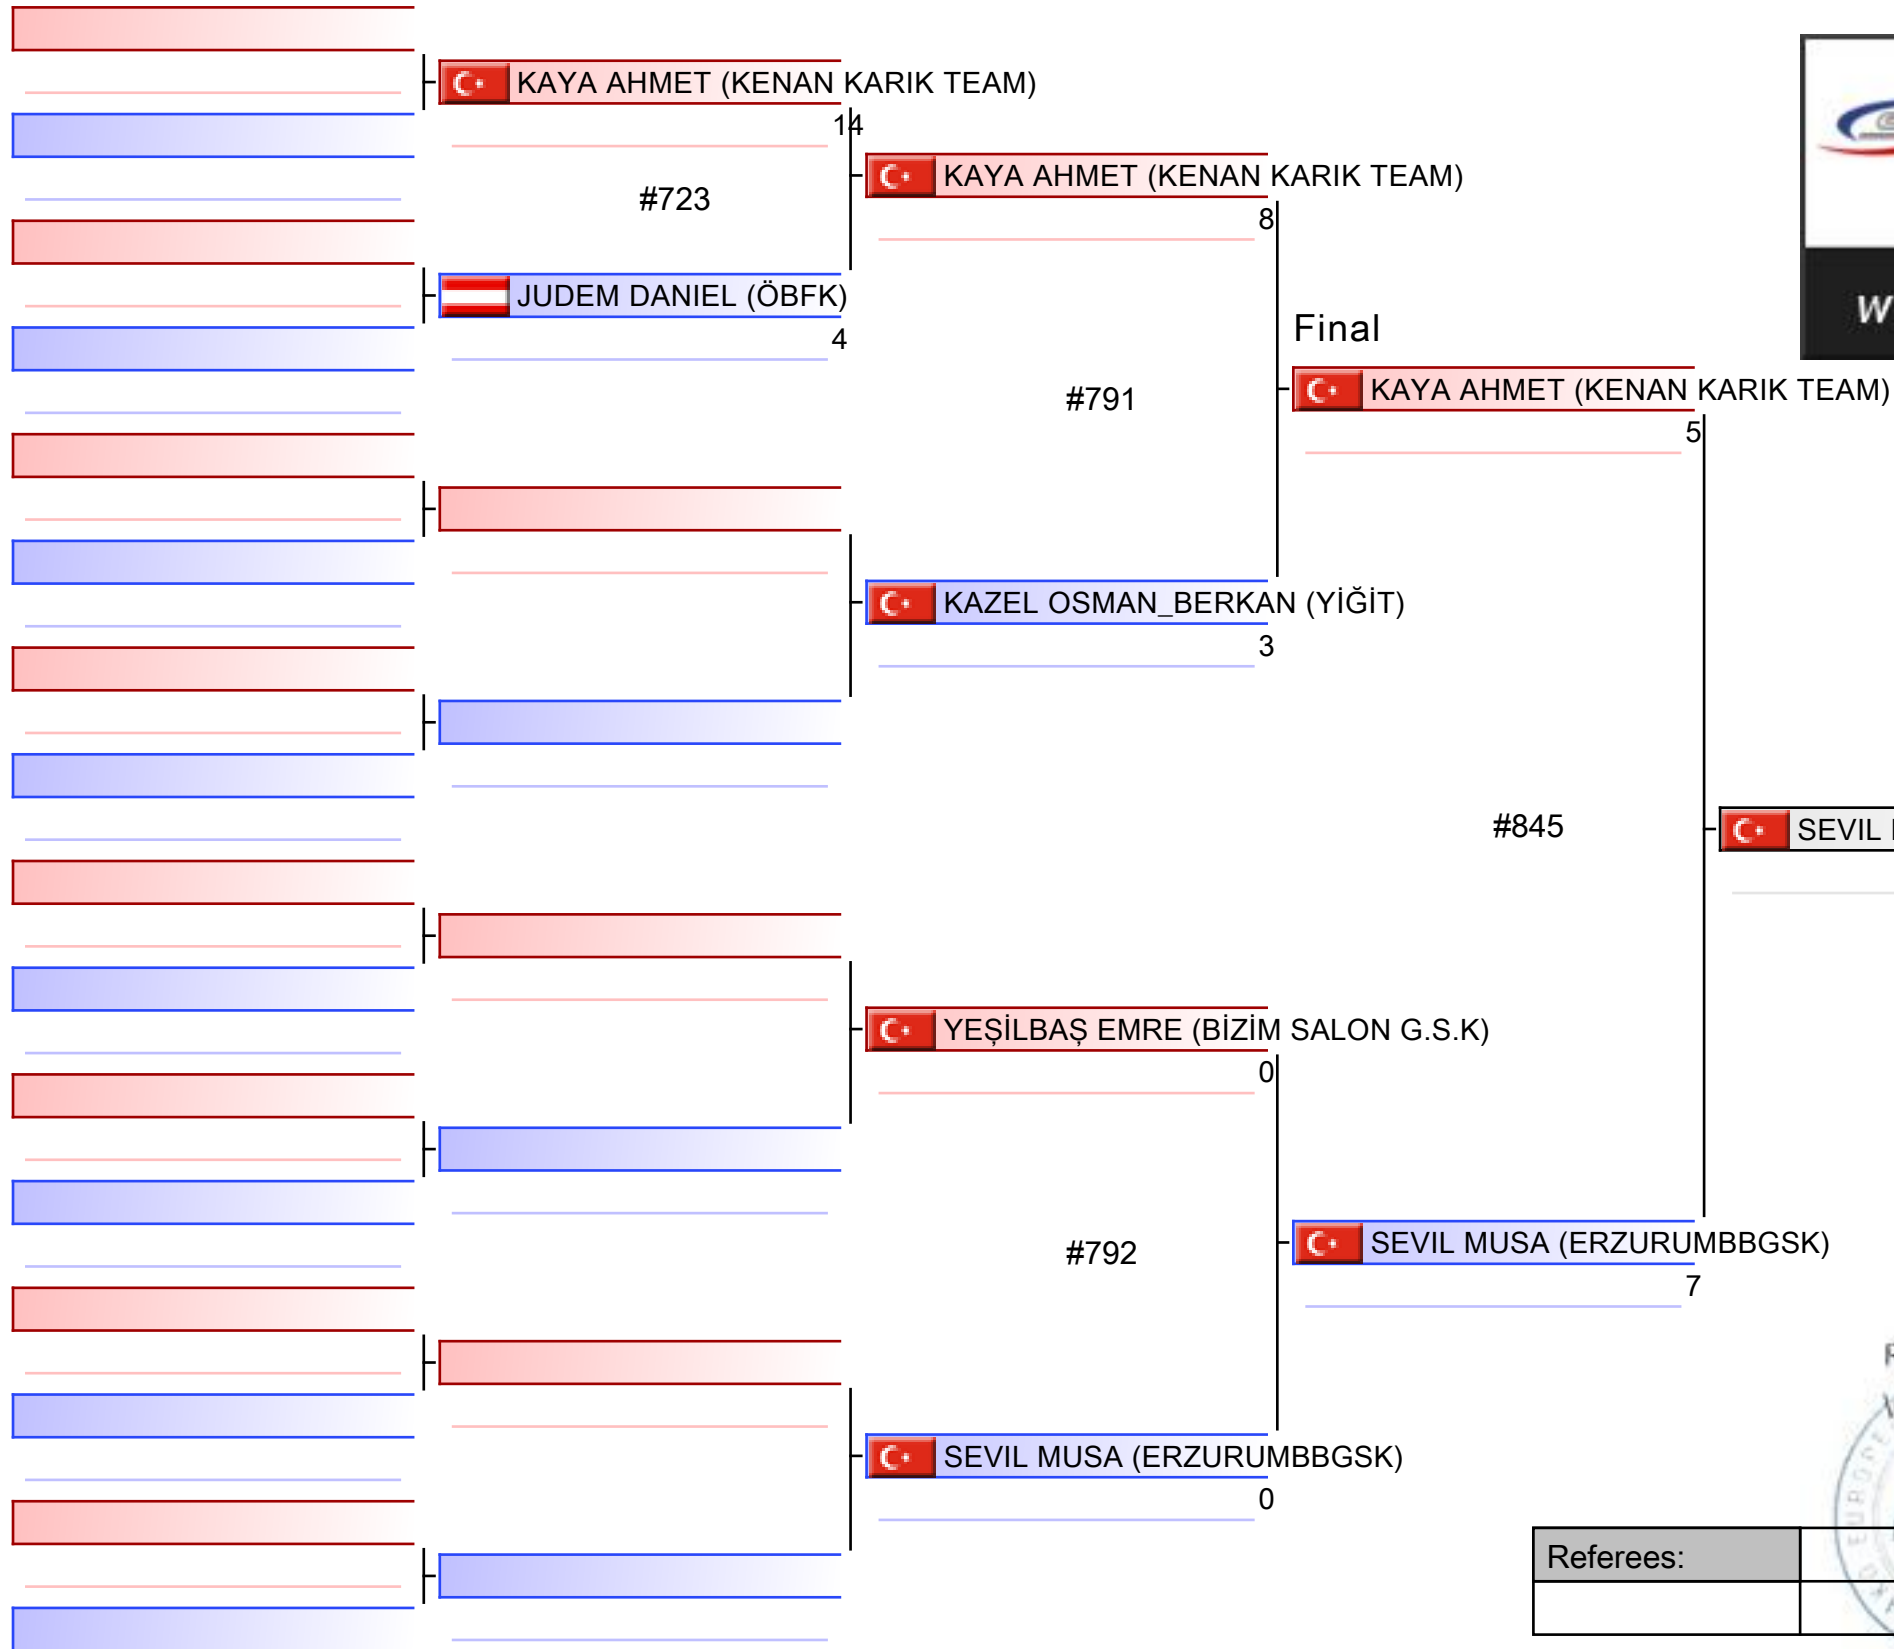 KAYA AHMET (KENAN KARIK TEAM)
14
KAYA AHMET (KENAN KARIK TEAM)
#723
8
JUDEM DANIEL (ÖBFK)
4
Final
KAYA AHMET (KENAN KARIK TEAM)
#791
5
KAZEL OSMAN_BERKAN (YİĞİT)
3
#845
SEVIL
YEŞİLBAŞ EMRE (BİZİM SALON G.S.K)
0
#792
SEVIL MUSA (ERZURUMBBGSK)
7
SEVIL MUSA (ERZURUMBBGSK)
0
Referees: